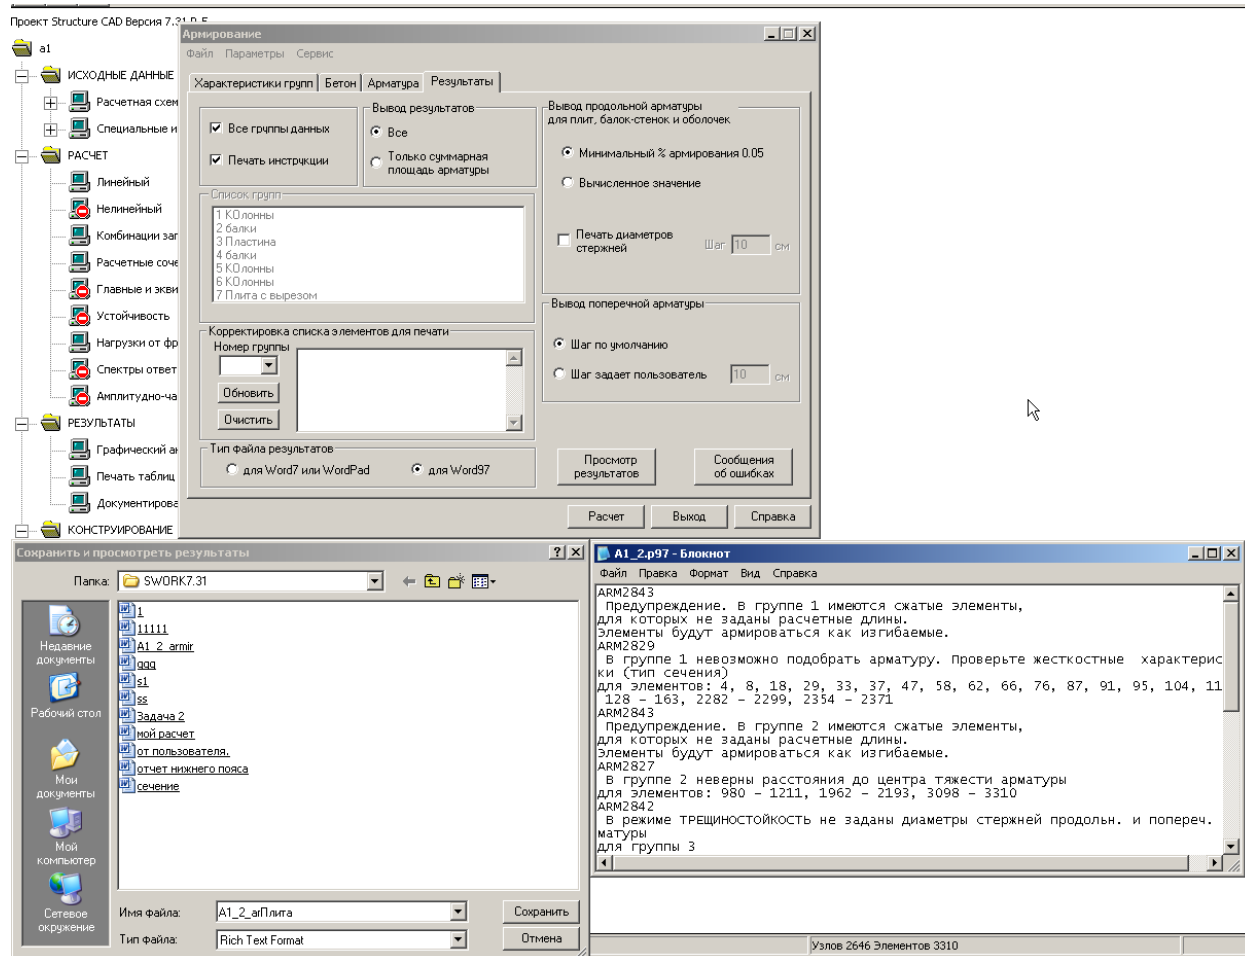 Проект Structure CAD Версия 7.31 R-5
a1
ИСХОДНЫЕ ДАННЫЕ
Расчетная схем
Специальные и
РАСЧЕТ
Линейный
Нелинейный
Комбинации заг
Расчетные соче
Главные и экви
Устойчивость
Нагрузки от фр
Спектры ответ
Амплитудно-ча
РЕЗУЛЬТАТЫ
Графический ан
Печать таблиц
Документирова
КОНСТРУИРОВАНИЕ
Армирование
Файл Параметры Сервис
Характеристики групп Бетон Арматура Результаты
Все группы данных
Печать инструкции
Вывод результатов
Все
Только суммарная
площадь арматуры
Список групп
1 КОлонны
2 балки
3 Пластина
4 балки
5 КОлонны
6 КОлонны
7 Плита с вырезом
Корректировка списка элементов для печати
Номер группы
Обновить
Очистить
Тип файла результатов
для Word7 или WordPad
для Word97
Вывод продольной арматуры
для плит, балок-стенок и оболочек
Минимальный % армирования 0.05
Вычисленное значение
Печать диаметров
стержней
Шаг 10 см
Вывод поперечной арматуры
Шаг по умолчанию
Шаг задает пользователь 10 см
Просмотр
результатов
Сообщения
об ошибках
Расчет Выход Справка
Сохранить и просмотреть результаты
Папка: SWORK7.31
Недавние
документы
Рабочий стол
Мои
документы
Мой
компьютер
Сетевое
окружение
1
11111
A1_2_armir
qqq
s1
ss
Задача 2
мой расчет
от пользователя.
отчет нижнего пояса
сечение
Имя файла: A1_2_arПлита Сохранить
Тип файла: Rich Text Format Отмена
A1_2.p97 - Блокнот
Файл Правка Формат Вид Справка
ARM2843
Предупреждение. В группе 1 имеются сжатые элементы,
для которых не заданы расчетные длины.
Элементы будут армироваться как изгибаемые.
ARM2829
В группе 1 невозможно подобрать арматуру. Проверьте жесткостные характерис
ки (тип сечения)
для элементов: 4, 8, 18, 29, 33, 37, 47, 58, 62, 66, 76, 87, 91, 95, 104, 11
128 - 163, 2282 - 2299, 2354 - 2371
ARM2843
Предупреждение. В группе 2 имеются сжатые элементы,
для которых не заданы расчетные длины.
Элементы будут армироваться как изгибаемые.
ARM2827
В группе 2 неверны расстояния до центра тяжести арматуры
для элементов: 980 - 1211, 1962 - 2193, 3098 - 3310
ARM2842
В режиме ТРЕЩИНОСТОЙКОСТЬ не заданы диаметры стержней продольн. и попереч.
матуры
для группы 3
Узлов 2646 Элементов 3310